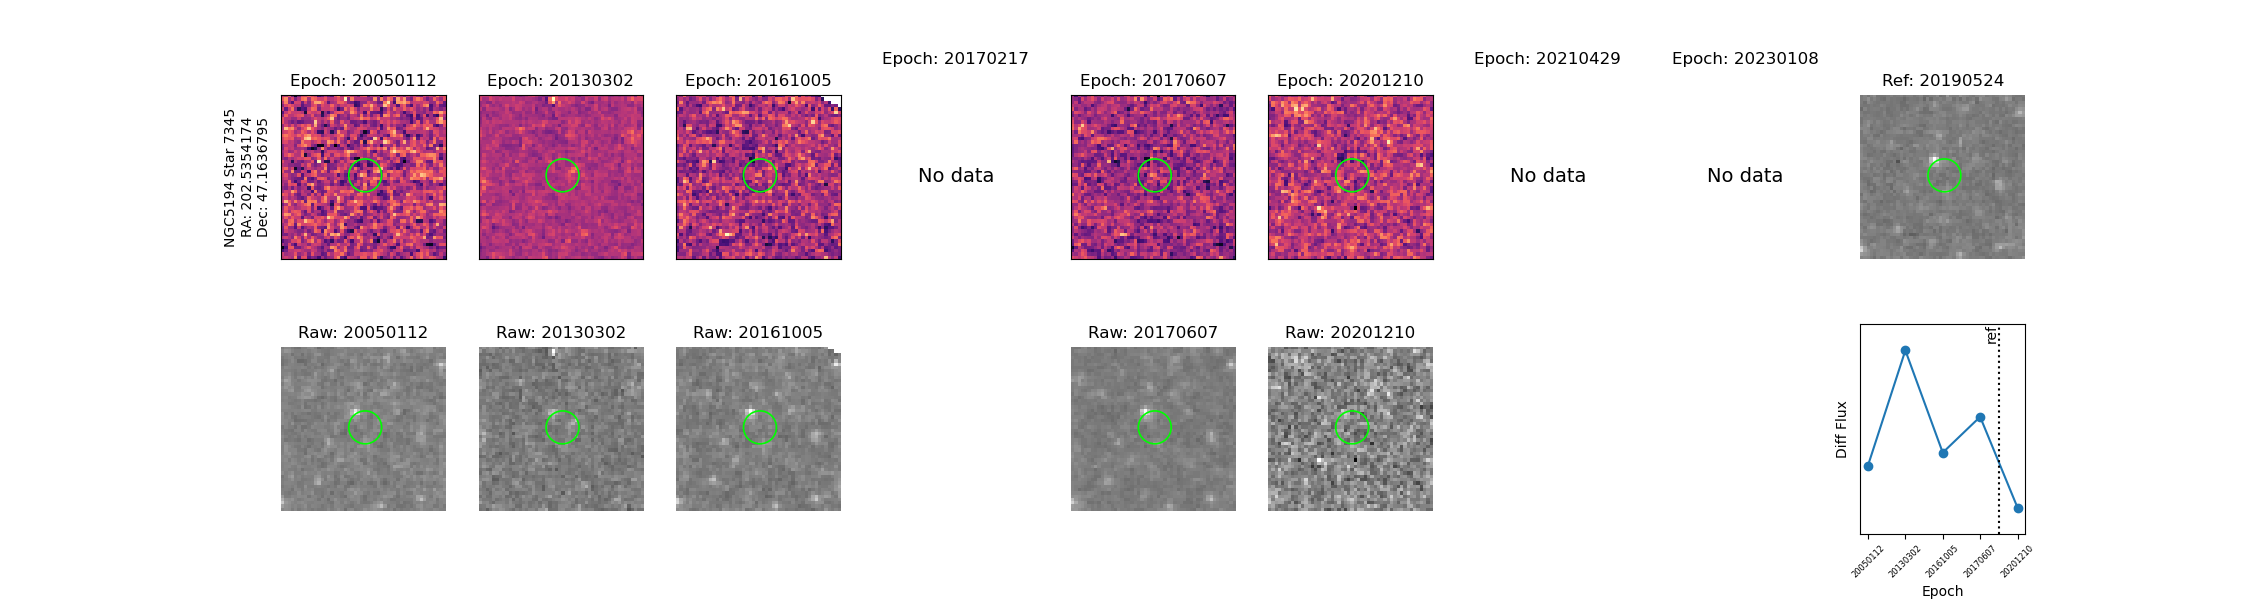 Epoch: 20050112
Epoch: 20130302
Epoch: 20161005
Epoch: 20170217
Epoch: 20170607
Epoch: 20201210
Epoch: 20210429
Epoch: 20230108
Ref: 20190524
NGC5194 Star 7345
RA: 202.5354174
Dec: 47.1636795
No data
No data
No data
Raw: 20050112
Raw: 20130302
Raw: 20161005
Raw: 20170607
Raw: 20201210
ref
Diff Flux
20050112
20130302
20161005
20170607
20201210
Epoch